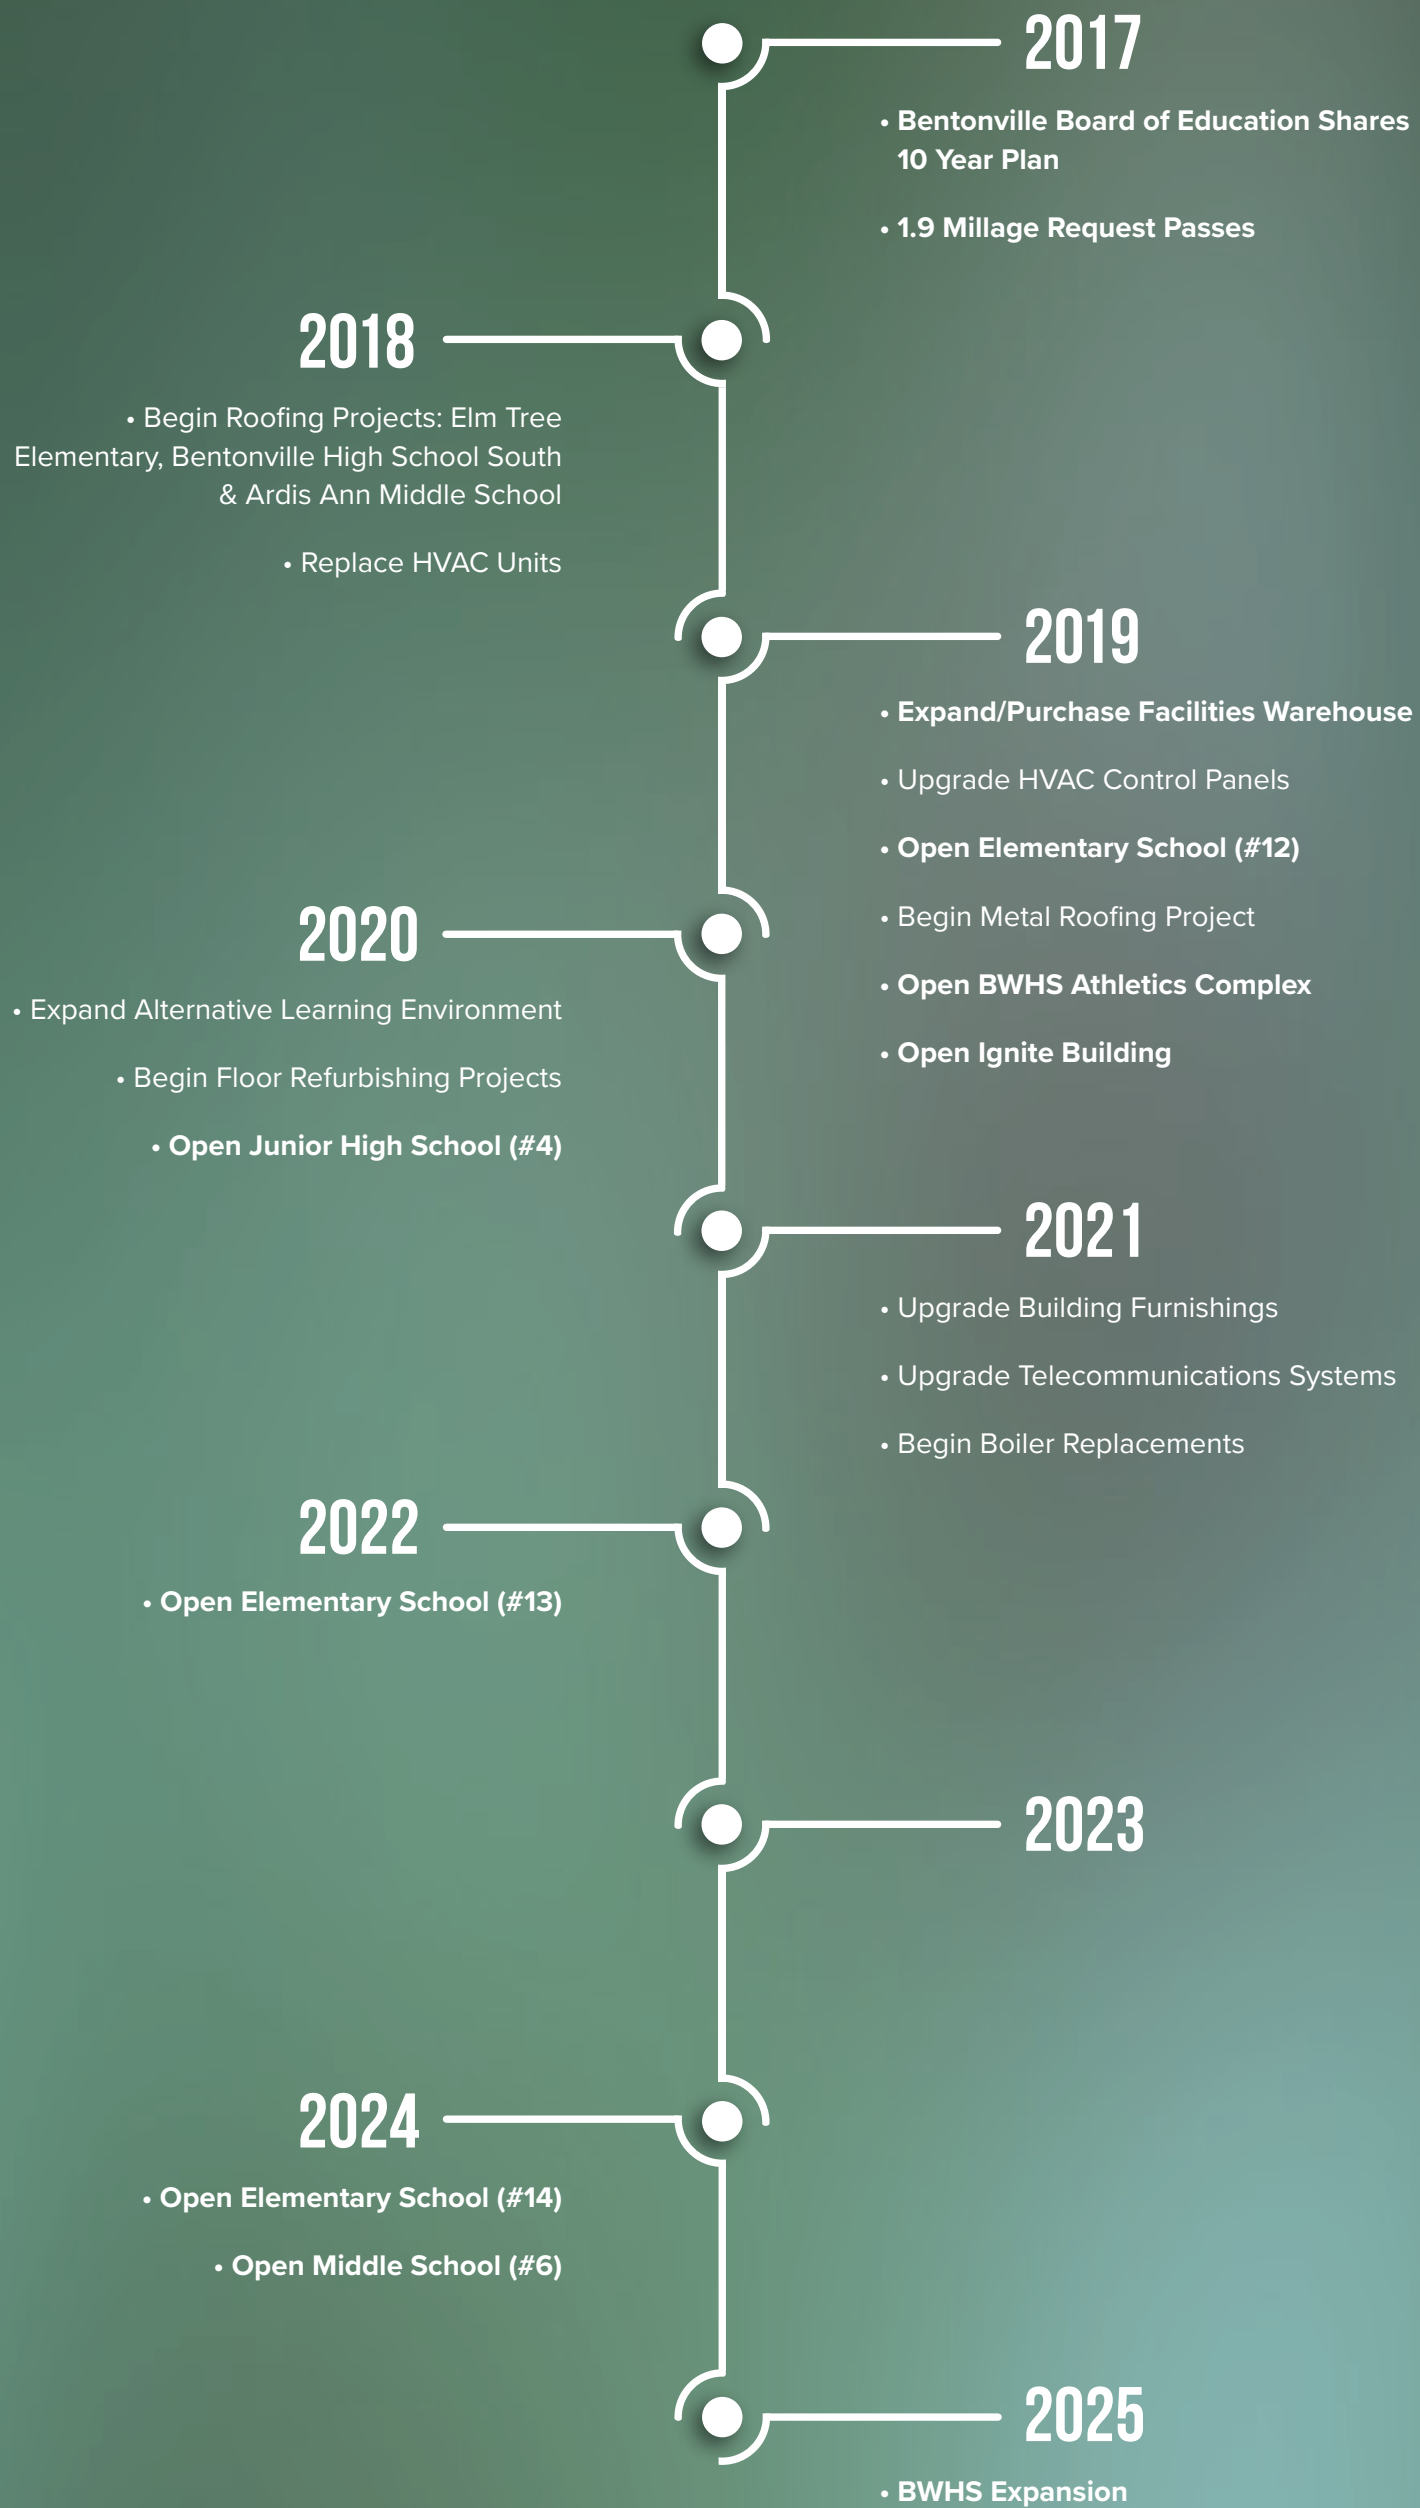 2017
• Bentonville Board of Education Shares
10 Year Plan
• 1.9 Millage Request Passes
2018
• Begin Roofing Projects: Elm Tree
Elementary, Bentonville High School South
& Ardis Ann Middle School
• Replace HVAC Units
2019
• Expand/Purchase Facilities Warehouse
• Upgrade HVAC Control Panels
• Open Elementary School (#12)
• Begin Metal Roofing Project
• Open BWHS Athletics Complex
• Open Ignite Building
2020
• Expand Alternative Learning Environment
• Begin Floor Refurbishing Projects
• Open Junior High School (#4)
2021
• Upgrade Building Furnishings
• Upgrade Telecommunications Systems
• Begin Boiler Replacements
2022
• Open Elementary School (#13)
2023
2024
• Open Elementary School (#14)
• Open Middle School (#6)
2025
• BWHS Expansion